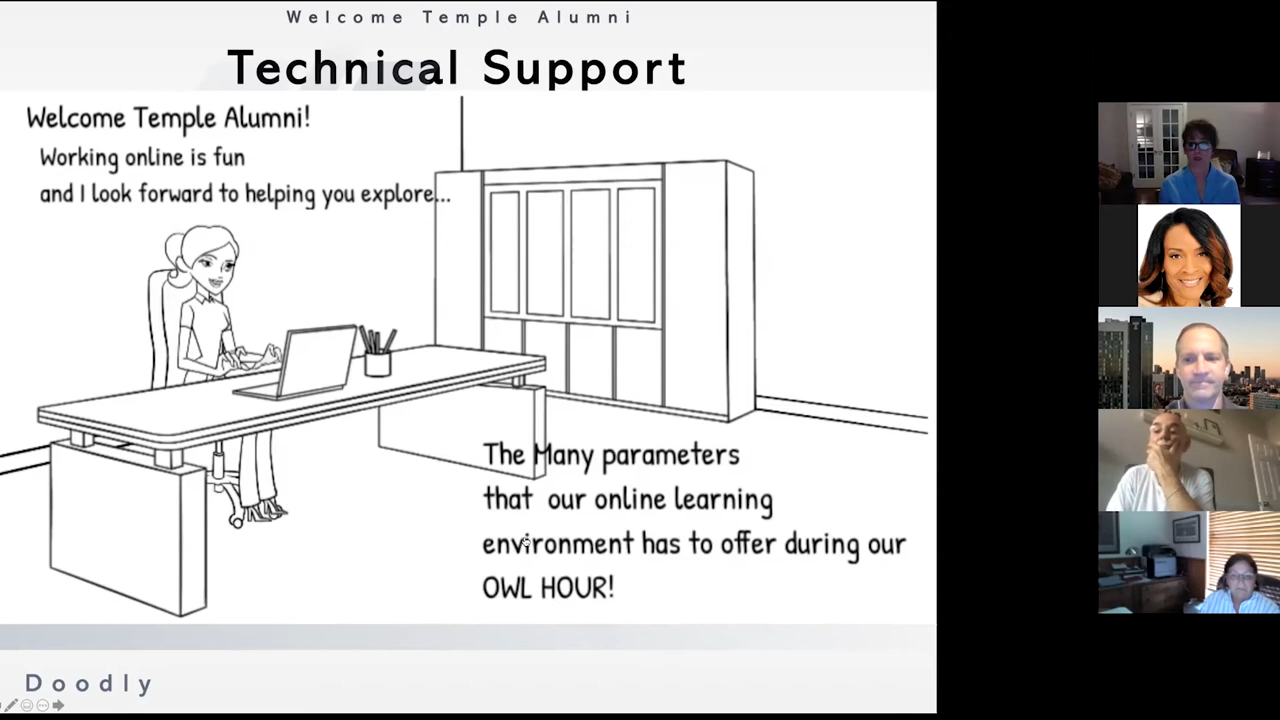 Welcome Temple Alumni
Technical Support
Welcome Temple Alumni!
Working online is fun
and I look forward to helping you explore...
The Many parameters
that our online learning
environment has to offer during our
OWL HOUR!
Doodly